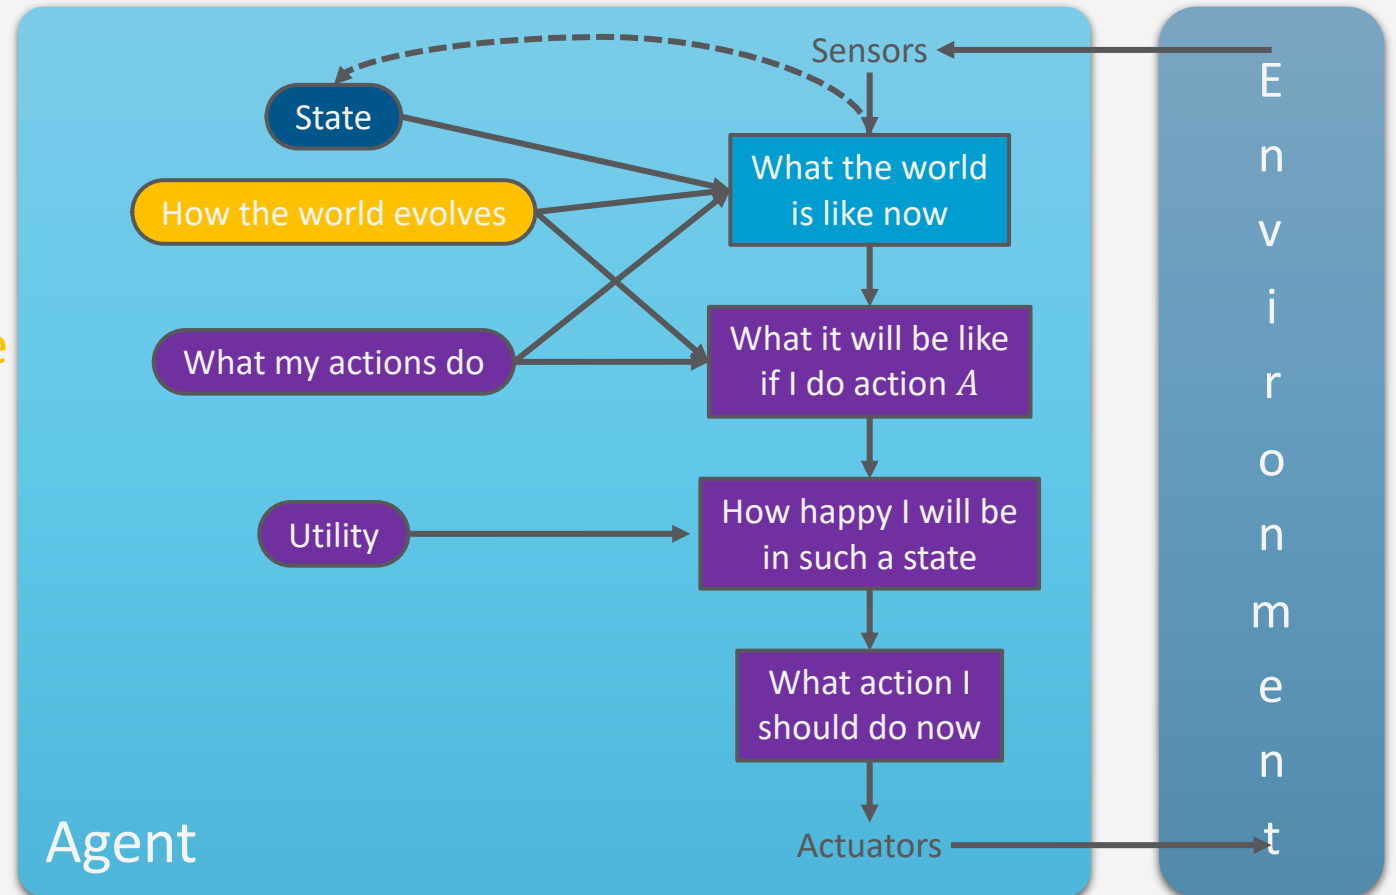 Sensors
State
What the world
is like now
How the world evolves
What it will be like
if I do action A
What my actions do
e
How happy I will be
in such a state
Utility
What action I
should do now
Agent
Actuators
E
n
v
i
r
o
n
m
e
n
t